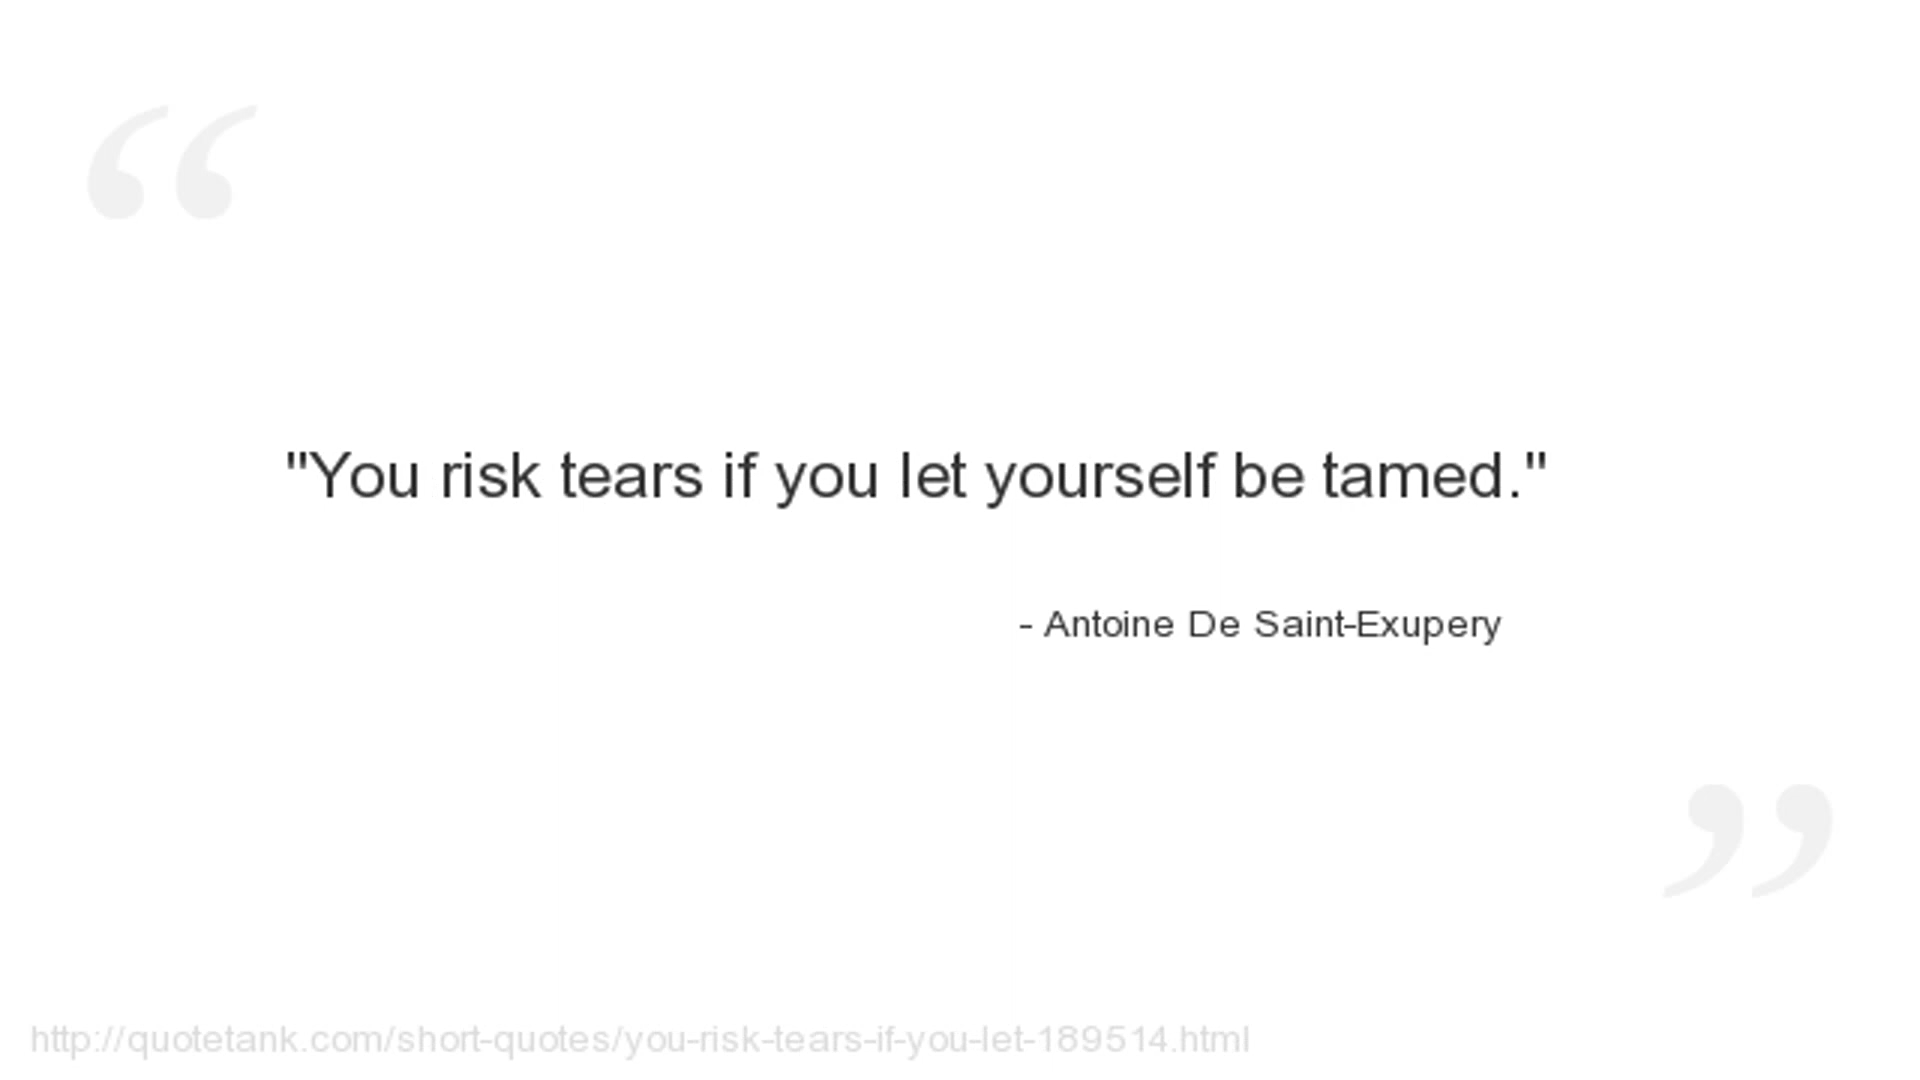 "You risk tears if you let yourself be tamed."
- Antoine De Saint-Exupery
http://quotetank.com/short-quotes/you-risk-tears-if-you-let-189514.html